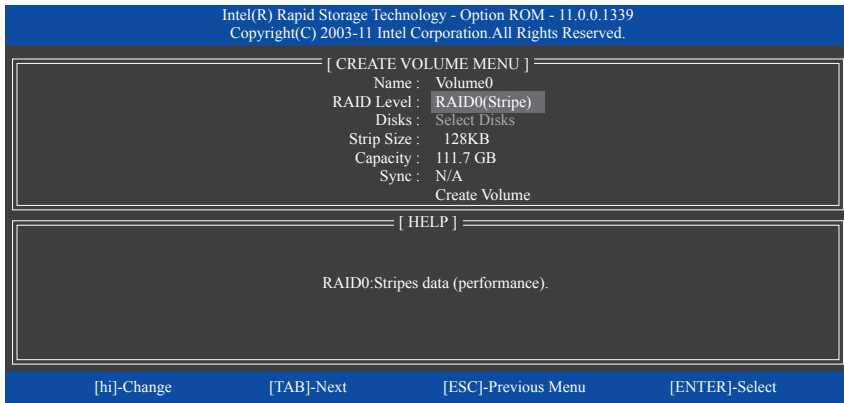 Intel(R) Rapid Storage Technology - Option ROM - 11.0.0.1339
Copyright(C) 2003-11 Intel Corporation.All Rights Reserved.
[ CREATE VOLUME MENU ]
Name : Volume0
RAID Level : RAID0(Stripe)
Disks : Select Disks
Strip Size : 128KB
Capacity : 111.7 GB
Sync : N/A
Create Volume
[ HELP ]
RAID0:Stripes data (performance).
[hi]-Change [TAB]-Next [ESC]-Previous Menu [ENTER]-Select